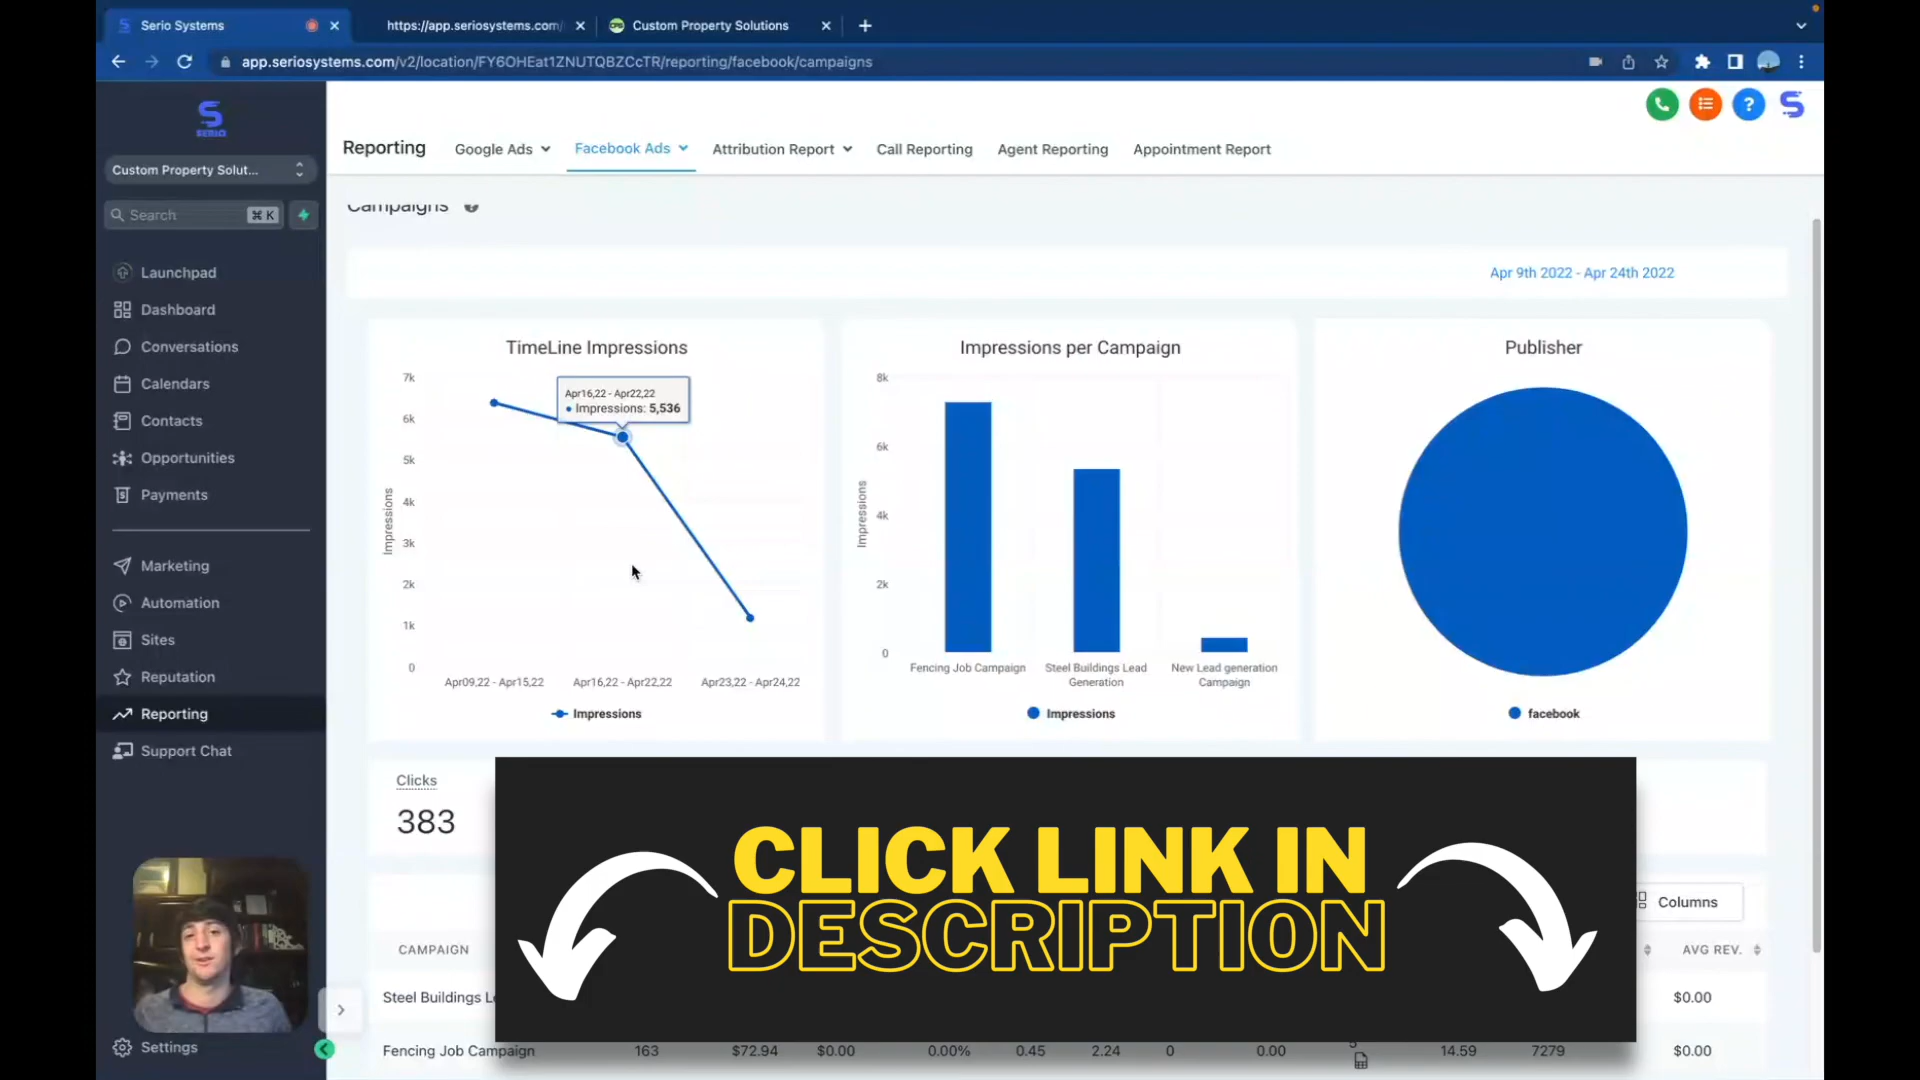 Serio Systems
https://app.seriosystems.com/
Custom Property Solutions
app.seriosystems.com/v2/location/FY6OHEat1ZNUTQBZCcTR/reporting/facebook/campaigns
SERIO
Custom Property Solut...
Search
⌘ K
Launchpad
Dashboard
Conversations
Calendars
Contacts
Opportunities
Payments
Marketing
Automation
Sites
Reputation
Reporting
Support Chat
Settings
Reporting
Google Ads
Facebook Ads
Attribution Report
Call Reporting
Agent Reporting
Appointment Report
Campaigns
Apr 9th 2022 - Apr 24th 2022
TimeLine Impressions
Apr16,22 - Apr22,22
Impressions: 5,536
7k
6k
5k
4k
3k
2k
1k
0
Impressions
Apr09,22 - Apr15,22
Apr16,22 - Apr22,22
Apr23,22 - Apr24,22
Impressions
Impressions per Campaign
8k
6k
4k
2k
0
Impressions
Fencing Job Campaign
Steel Buildings Lead
Generation
New Lead generation
Campaign
Impressions
Publisher
facebook
Clicks
383
CLICK LINK IN
DESCRIPTION
Columns
CAMPAIGN
AVG REV.
Steel Buildings L
$0.00
Fencing Job Campaign 163 $72.94 $0.00 0.00% 0.45 2.24 0 0.00 14.59 7279 $0.00